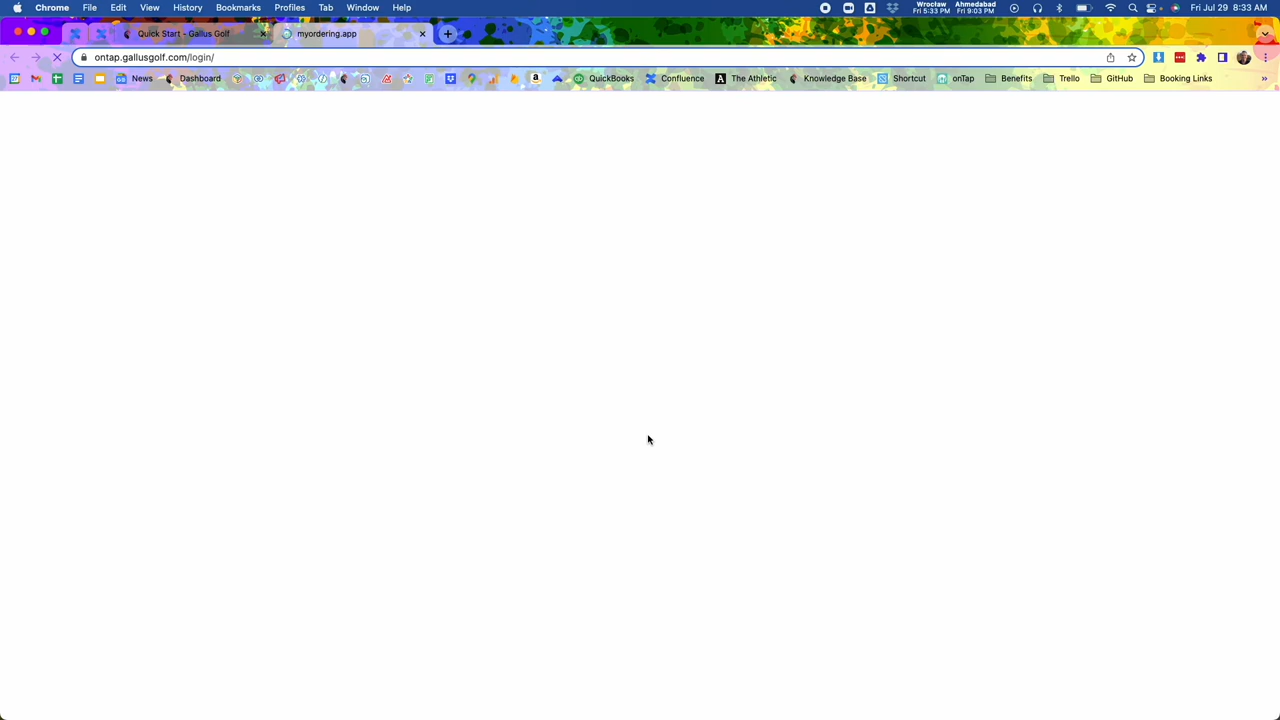 Chrome File Edit View History Bookmarks Profiles Tab Window Help Wrocław Fri 5:33 PM Ahmedabad Fri 9:03 PM Fri Jul 29 8:33 AM
Quick Start - Gallus Golf myordering.app
ontap.gallusgolf.com/login/
News Dashboard QuickBooks Confluence The Athletic Knowledge Base Shortcut onTap Benefits Trello GitHub Booking Links